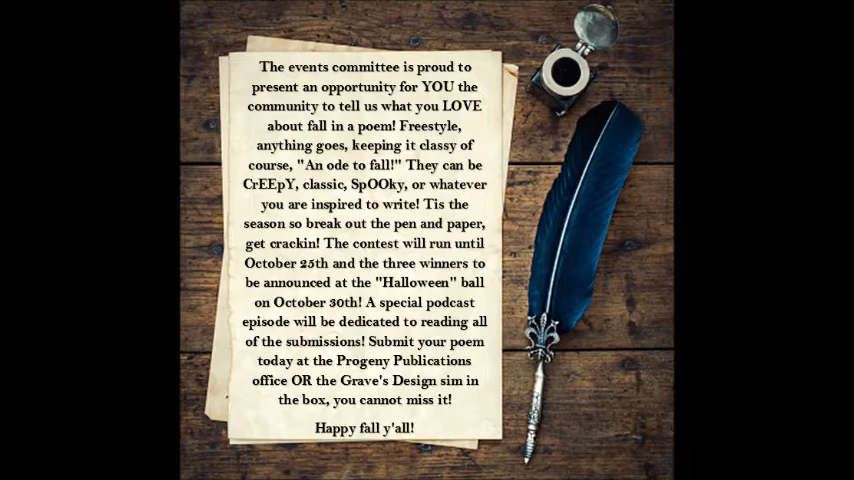 The events committee is proud to
present an opportunity for YOU the
community to tell us what you LOVE
about fall in a poem! Freestyle,
anything goes, keeping it classy of
course, "An ode to fall!" They can be
CrEEpY, classic, SpOOky, or whatever
you are inspired to write! Tis the
season so break out the pen and paper,
get crackin! The contest will run until
October 25th and the three winners to
be announced at the "Halloween" ball
on October 30th! A special podcast
episode will be dedicated to reading all
of the submissions! Submit your poem
today at the Progeny Publications
office OR the Grave's Design sim in
the box, you cannot miss it!
Happy fall y'all!